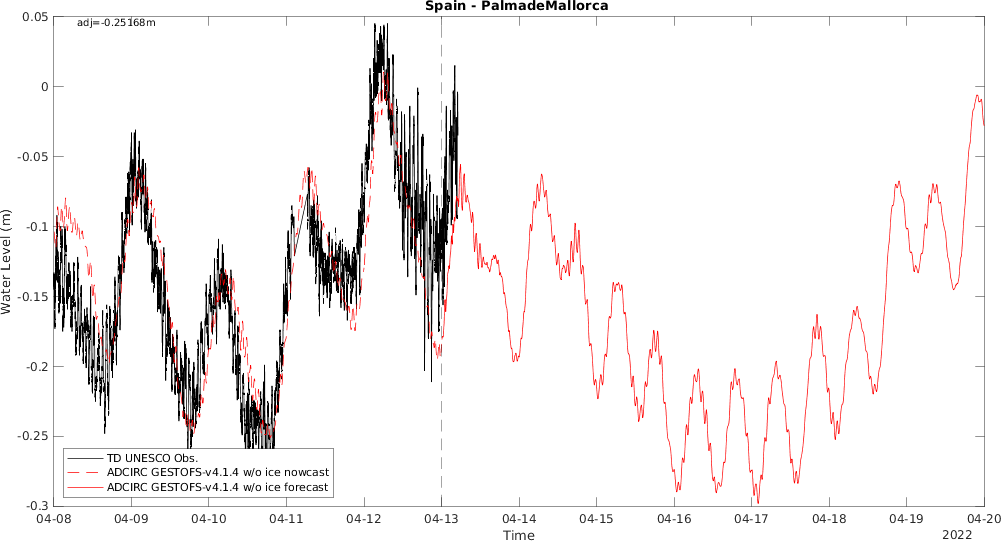 Spain - PalmadeMallorca
adj=-0.25168m
0.05
0
-0.05
-0.1
-0.15
-0.2
-0.25
-0.3
Water Level (m)
TD UNESCO Obs.
ADCIRC GESTOFS-v4.1.4 w/o ice nowcast
ADCIRC GESTOFS-v4.1.4 w/o ice forecast
04-08 04-09 04-10 04-11 04-12 04-13 04-14 04-15 04-16 04-17 04-18 04-19 04-20
Time
2022